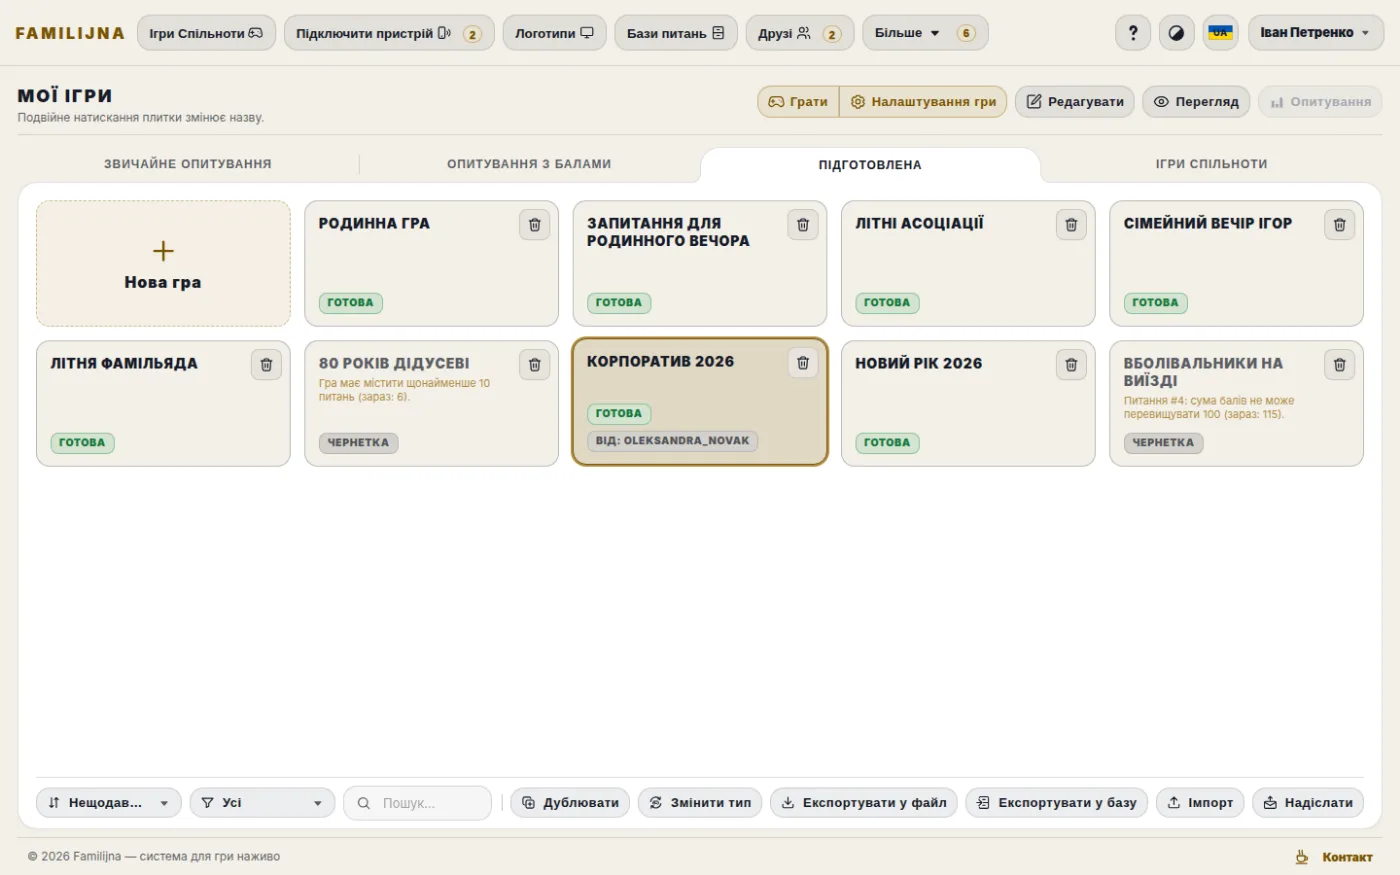 FAMILIJNA
Ігри Спільноти
Підключити пристрій 2
Логотипи
Бази питань
Друзі 2
Більше 6
?
UA
Іван Петренко
МОЇ ІГРИ
Подвійне натискання плитки змінює назву.
Грати
Налаштування гри
Редагувати
Перегляд
Опитування
ЗВИЧАЙНЕ ОПИТУВАННЯ
ОПИТУВАННЯ З БАЛАМИ
ПІДГОТОВЛЕНА
ІГРИ СПІЛЬНОТИ
Нова гра
РОДИННА ГРА
ГОТОВА
ЗАПИТАННЯ ДЛЯ
РОДИННОГО ВЕЧОРА
ГОТОВА
ЛІТНІ АСОЦІАЦІЇ
ГОТОВА
СІМЕЙНИЙ ВЕЧІР ІГОР
ГОТОВА
ЛІТНЯ ФАМІЛЬЯДА
ГОТОВА
80 РОКІВ ДІДУСЕВІ
Гра має містити щонайменше 10
питань (зараз: 6).
ЧЕРНЕТКА
КОРПОРАТИВ 2026
ГОТОВА
ВІД: OLEKSANDRA_NOVAK
НОВИЙ РІК 2026
ГОТОВА
ВБОЛІВАЛЬНИКИ НА
ВИЇЗДІ
Питання #4: сума балів не може
перевищувати 100 (зараз: 115).
ЧЕРНЕТКА
Нещодав...
Усі
Пошук...
Дублювати
Змінити тип
Експортувати у файл
Експортувати у базу
Імпорт
Надіслати
© 2026 Familijna — система для гри наживо
Контакт